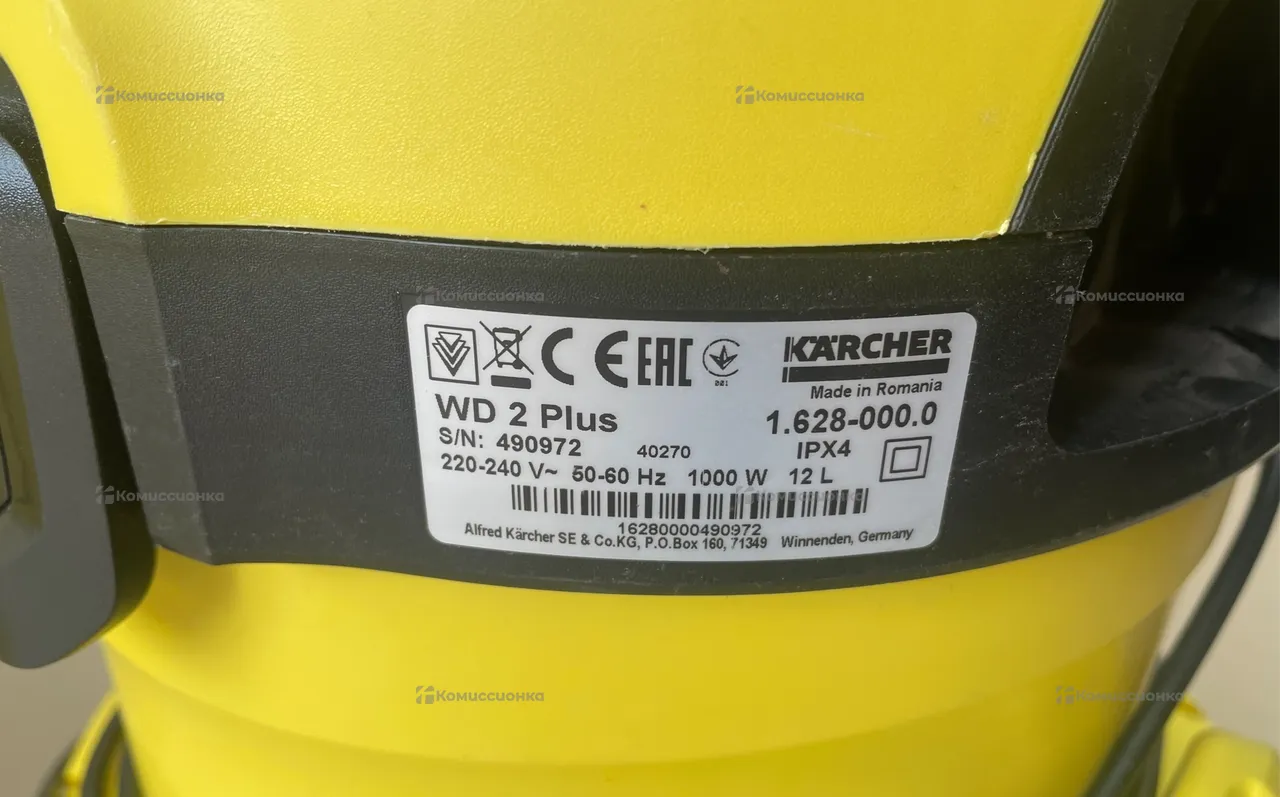 Комиссионка Комиссионка
Комиссионка Комиссионка
CE EAC 001 KÄRCHER
Made in Romania
WD 2 Plus 1.628-000.0
S/N: 490972 40270 IPX4
220-240 V~ 50-60 Hz 1000 W 12 L
Комиссионка Комиссионка
16280000490972
Alfred Kärcher SE & Co.KG, P.O.Box 160, 71349 Winnenden, Germany
Комиссионка Комиссионка